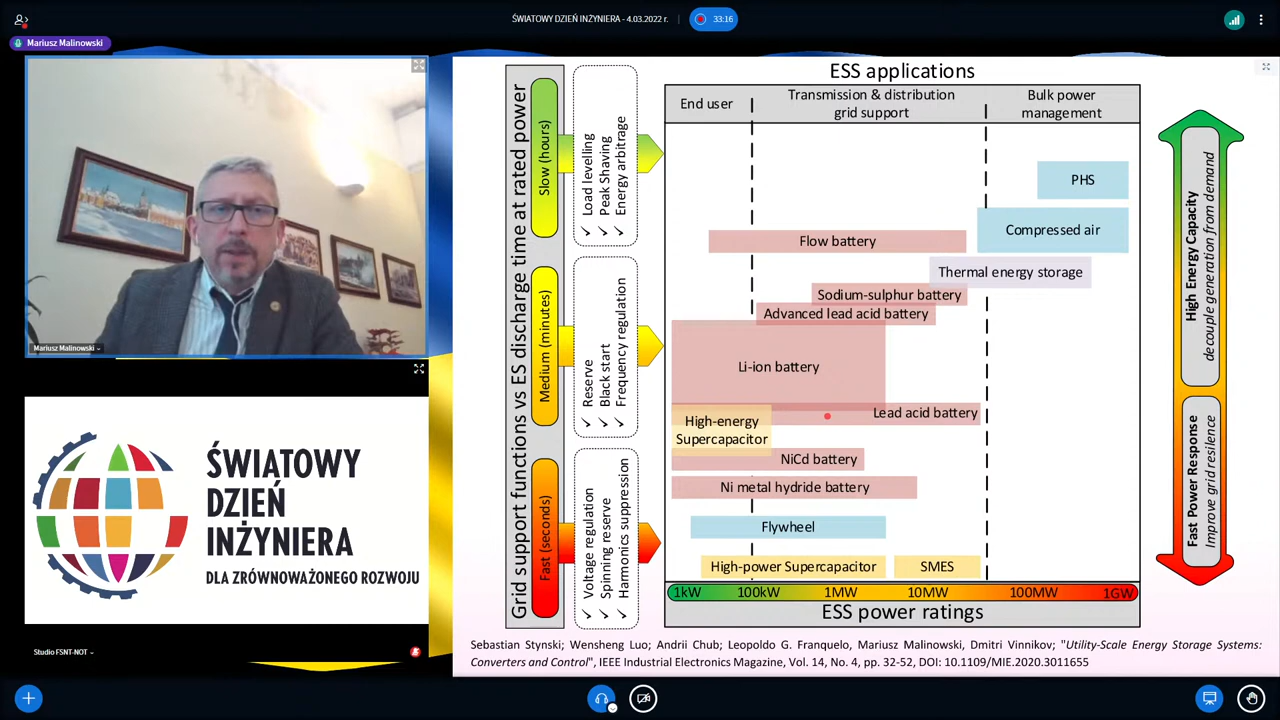 ŚWIATOWY DZIEŃ INŻYNIERA - 4.03.2022 r.
33:16
Mariusz Malinowski
Mariusz Malinowski
ŚWIATOWY
DZIEŃ
INŻYNIERA
DLA ZRÓWNOWAŻONEGO ROZWOJU
Studio FSNT-NOT
Grid support functions vs ES discharge time at rated power
Slow (hours)
Load levelling
Peak Shaving
Energy arbitrage
Medium (minutes)
Reserve
Black start
Frequency regulation
Fast (seconds)
Voltage regulation
Spinning reserve
Harmonics suppression
ESS applications
End user
Transmission & distribution
grid support
Bulk power
management
PHS
Compressed air
Flow battery
Thermal energy storage
Sodium-sulphur battery
Advanced lead acid battery
Li-ion battery
Lead acid battery
High-energy
Supercapacitor
NiCd battery
Ni metal hydride battery
Flywheel
High-power Supercapacitor
SMES
1kW 100kW 1MW 10MW 100MW 1GW
ESS power ratings
High Energy Capacity
decouple generation from demand
Fast Power Response
Improve grid resilence
Sebastian Stynski; Wensheng Luo; Andrii Chub; Leopoldo G. Franquelo, Mariusz Malinowski, Dmitri Vinnikov; "Utility-Scale Energy Storage Systems:
Converters and Control", IEEE Industrial Electronics Magazine, Vol. 14, No. 4, pp. 32-52, DOI: 10.1109/MIE.2020.3011655